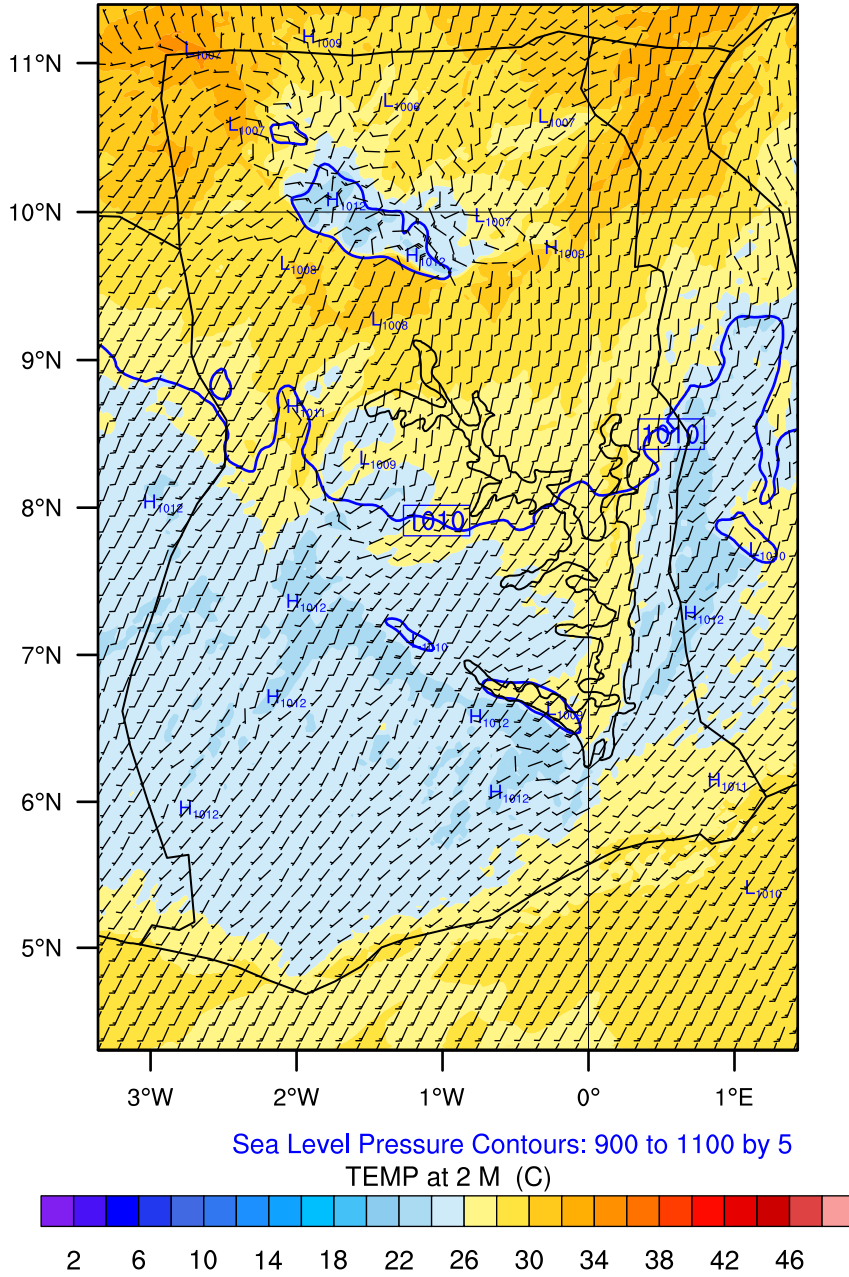 H1009
L1007
11°N
L1006
L1007
L1007
H1012
10°N
L1007
H1012
H1009
L1008
L1008
9°N
H1011
1010
L1009
8°N
H1012
1010
L1010
H1012
H1012
7°N
L1010
H1012
H1012
L1009
H1012
6°N
H1012
H1011
L1010
5°N
3°W 2°W 1°W 0° 1°E
Sea Level Pressure Contours: 900 to 1100 by 5
TEMP at 2 M (C)
2 6 10 14 18 22 26 30 34 38 42 46